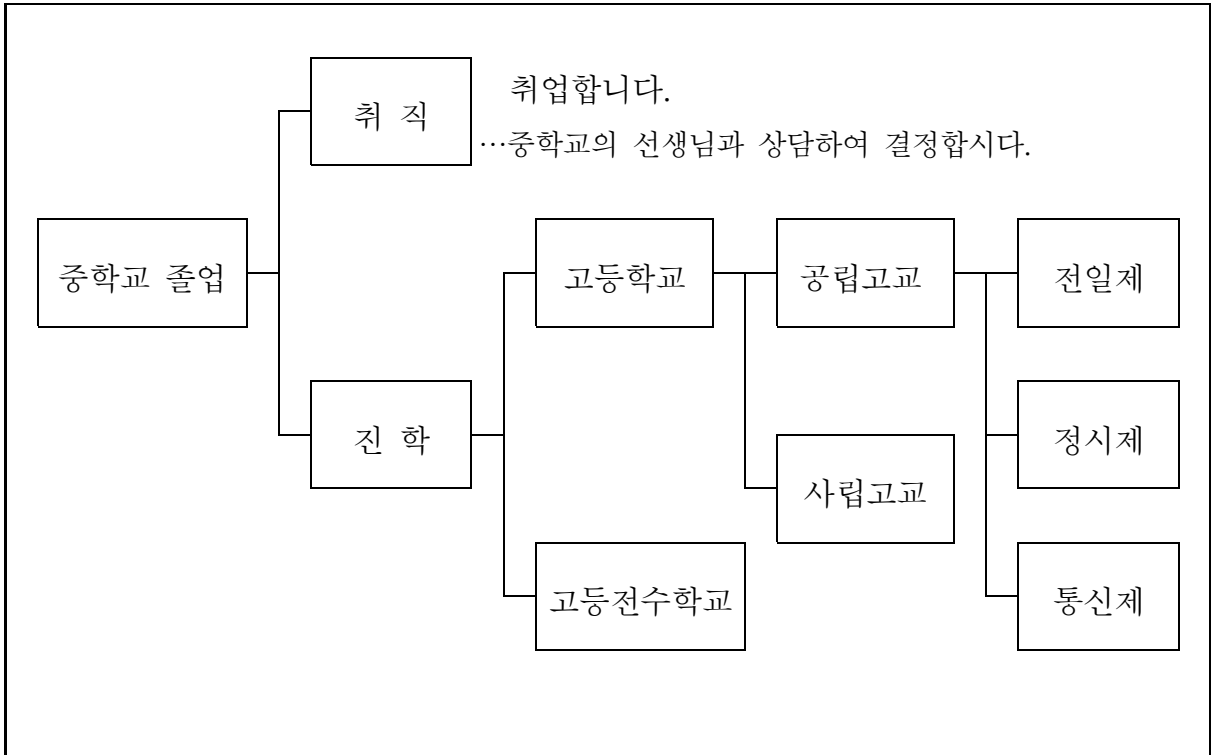 취 직
취업합니다.
…중학교의 선생님과 상담하여 결정합시다.
중학교 졸업
고등학교
공립고교
전일제
진 학
정시제
사립고교
고등전수학교
통신제